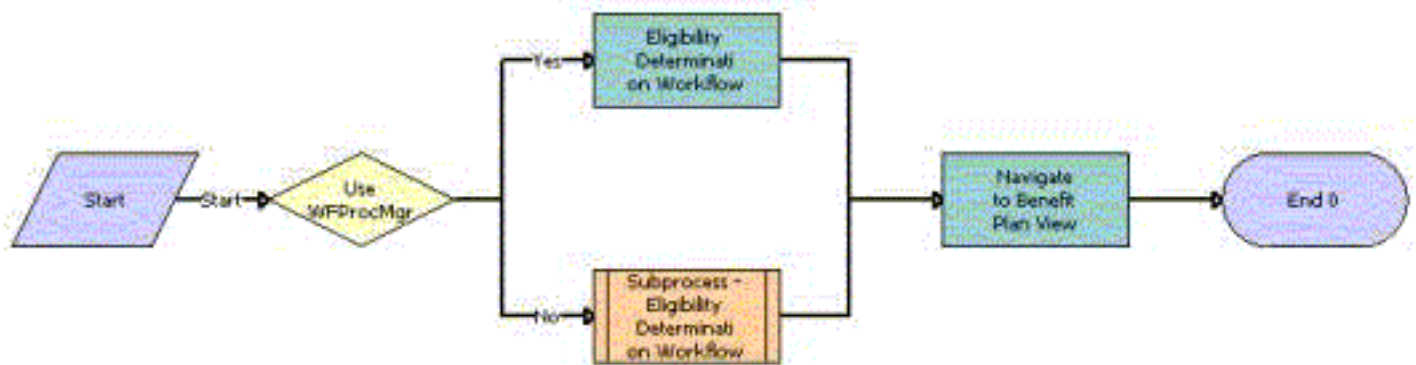 Start
Start
Use
WFProcMgr
Yes
Eligibility
Determinati
on Workflow
No
Subprocess -
Eligibility
Determinati
on Workflow
Navigate
to Benefit
Plan View
End 0